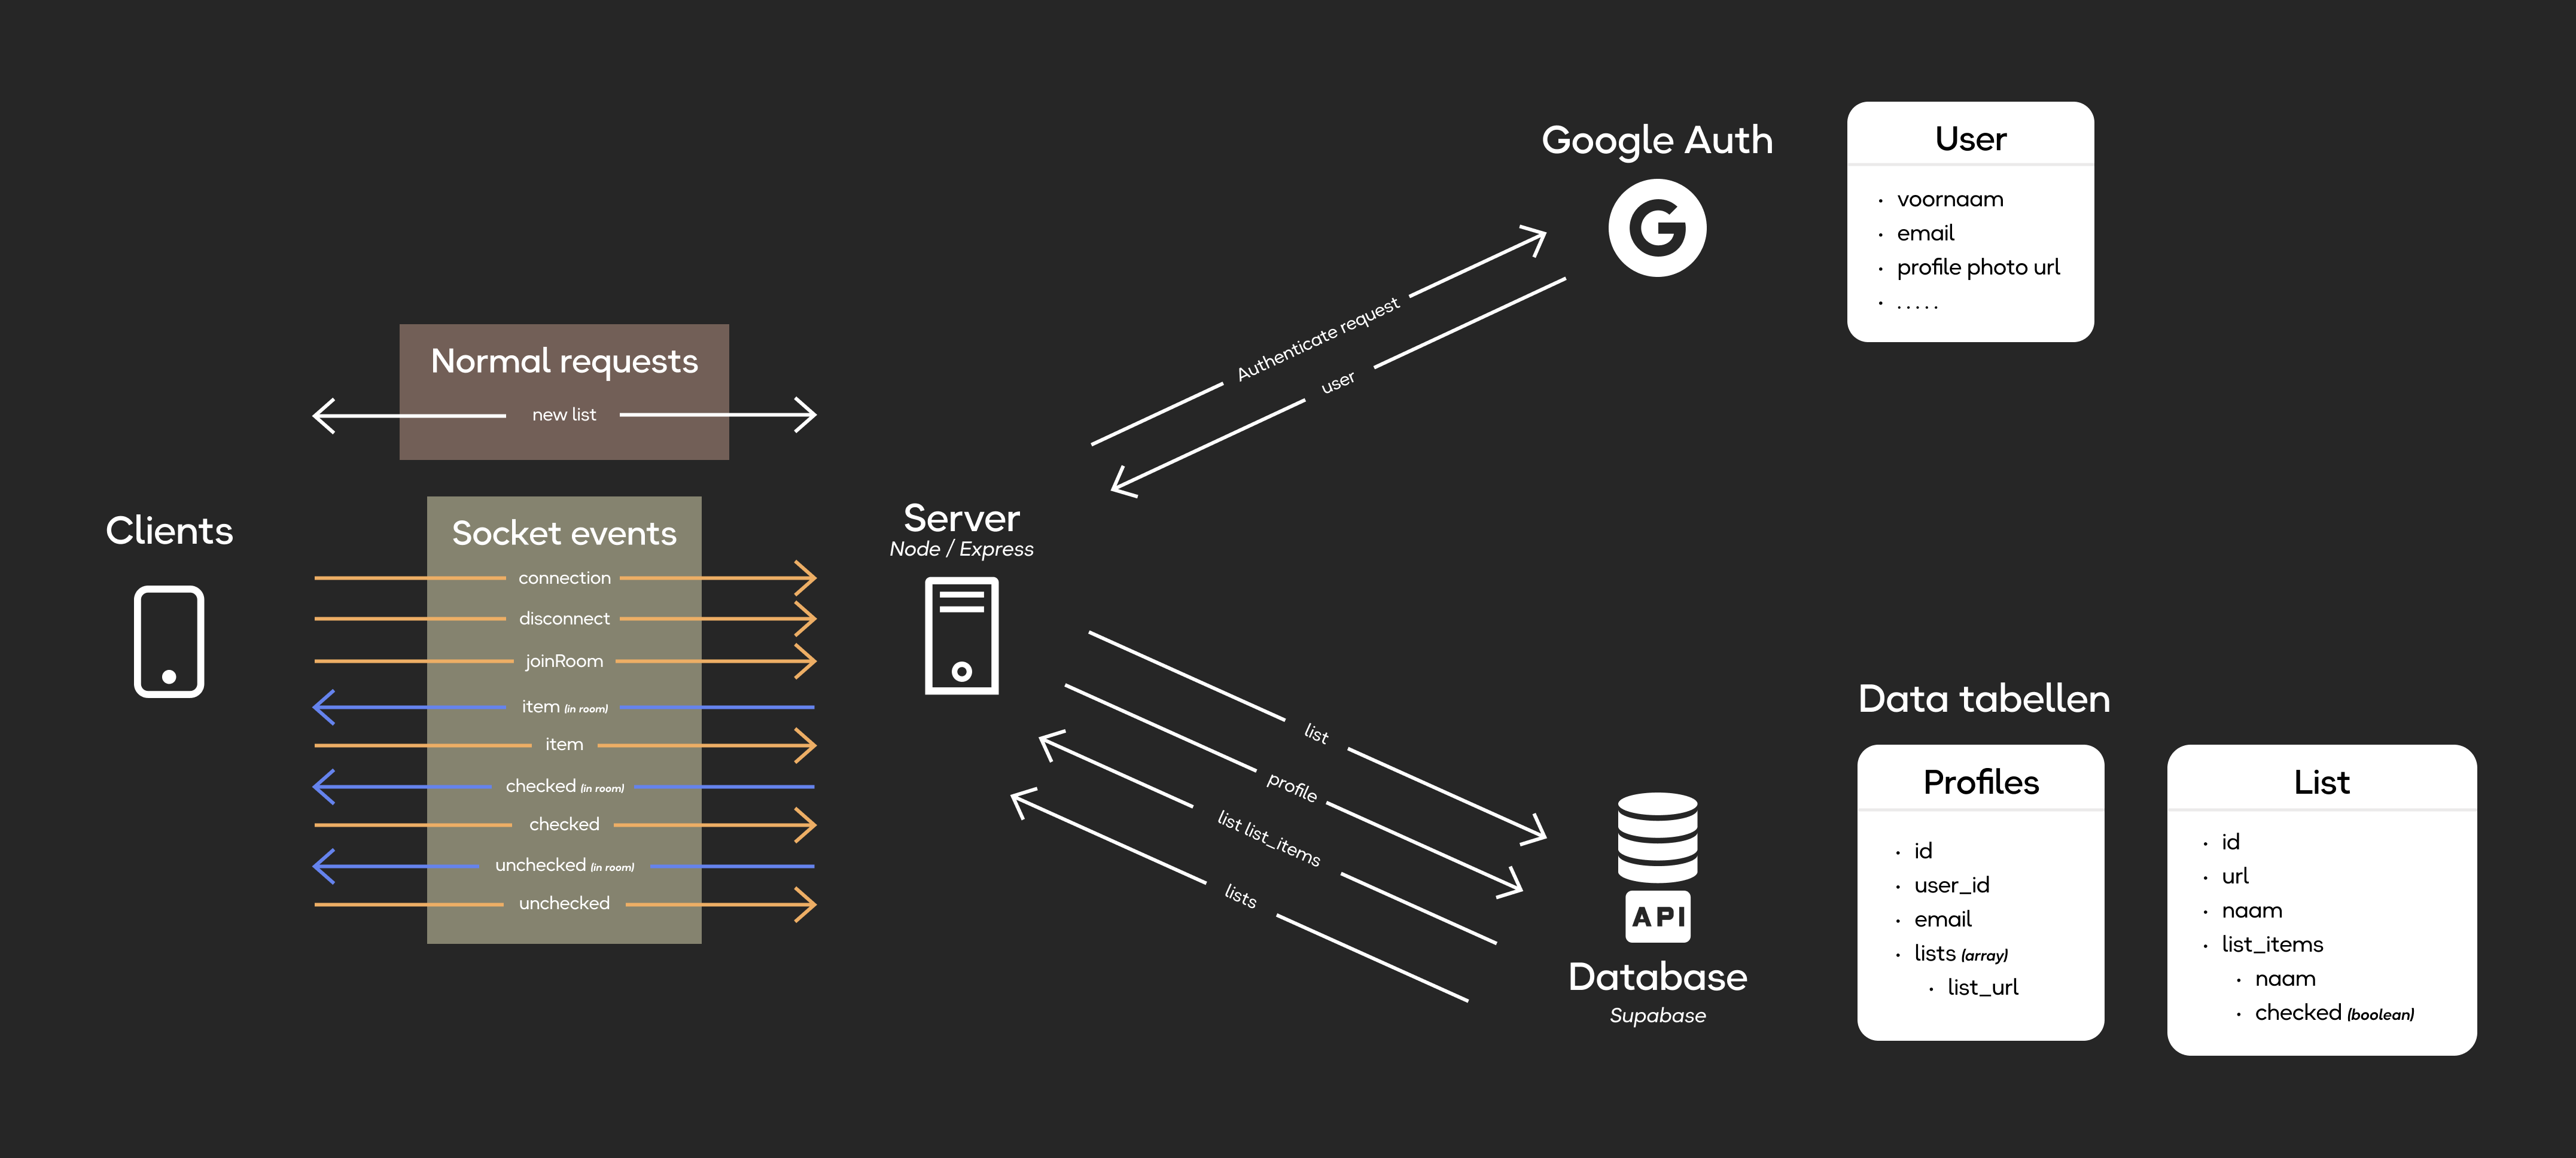 Google Auth
User
voornaam
email
profile photo url
.....
Authenticate request
user
Normal requests
new list
Clients
Socket events
connection
disconnect
joinRoom
item (in room)
item
checked (in room)
checked
unchecked (in room)
unchecked
Server
Node / Express
list
profile
list list_items
lists
API
Database
Supabase
Data tabellen
Profiles
id
user_id
email
lists (array)
list_url
List
id
url
naam
list_items
naam
checked (boolean)